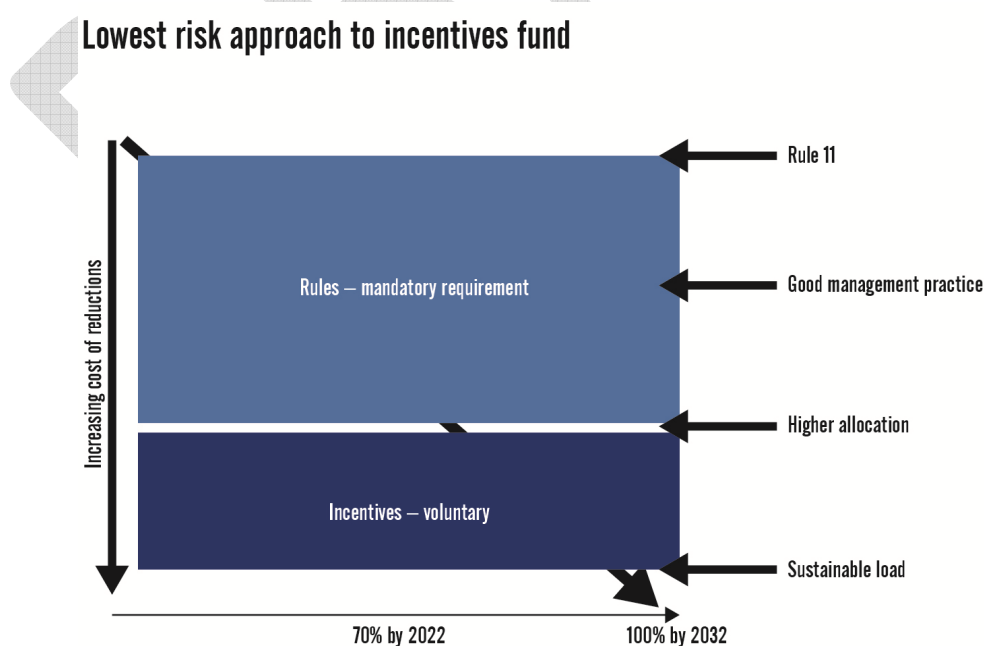 Lowest risk approach to incentives fund
Rule 11
Increasing cost of reductions
Rules – mandatory requirement
Good management practice
Higher allocation
Incentives – voluntary
Sustainable load
70% by 2022
100% by 2032